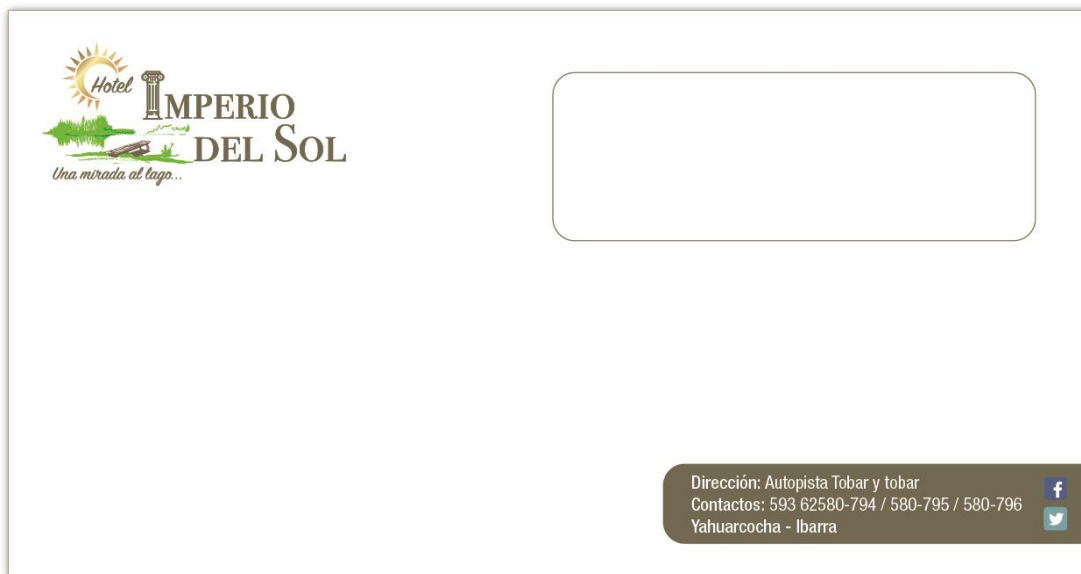 Hotel
IMPERIO
DEL SOL
Una mirada al lago...
Dirección: Autopista Tobar y tobar
Contactos: 593 62580-794 / 580-795 / 580-796
Yahuarcocha - Ibarra